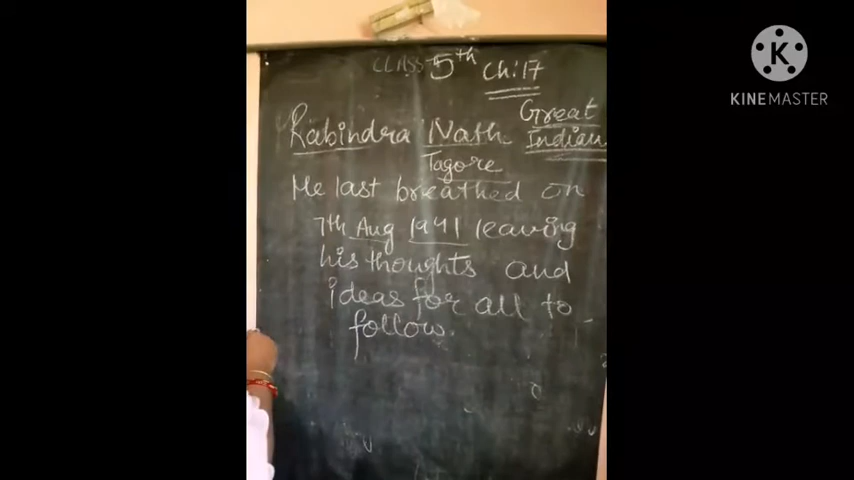 CLASS 5th Ch:17
Great
Rabindra Nath Indian
Tagore
He last breathed on
7th Aug 1941 leaving
his thoughts and
ideas for all to
follow.
K
KINEMASTER